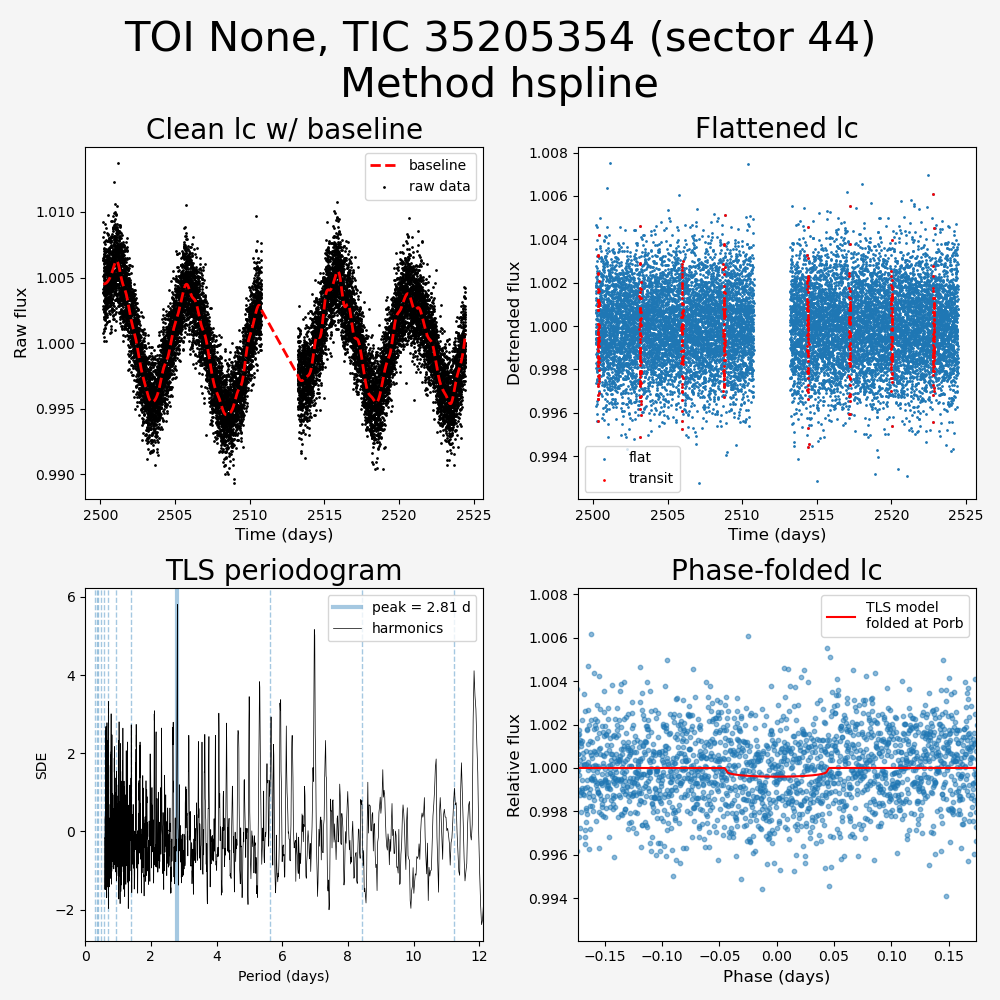 TOI None, TIC 35205354 (sector 44)
Method hspline
Clean lc w/ baseline
baseline
raw data
1.010
1.005
1.000
0.995
0.990
Raw flux
2500
2505
2510
2515
2520
2525
Time (days)
Flattened lc
1.008
1.006
1.004
1.002
1.000
0.998
0.996
0.994
Detrended flux
flat
transit
2500
2505
2510
2515
2520
2525
Time (days)
TLS periodogram
peak = 2.81 d
harmonics
6
4
2
0
−2
SDE
0
2
4
6
8
10
12
Period (days)
Phase-folded lc
TLS model
folded at Porb
1.008
1.006
1.004
1.002
1.000
0.998
0.996
0.994
Relative flux
−0.15
−0.10
−0.05
0.00
0.05
0.10
0.15
Phase (days)